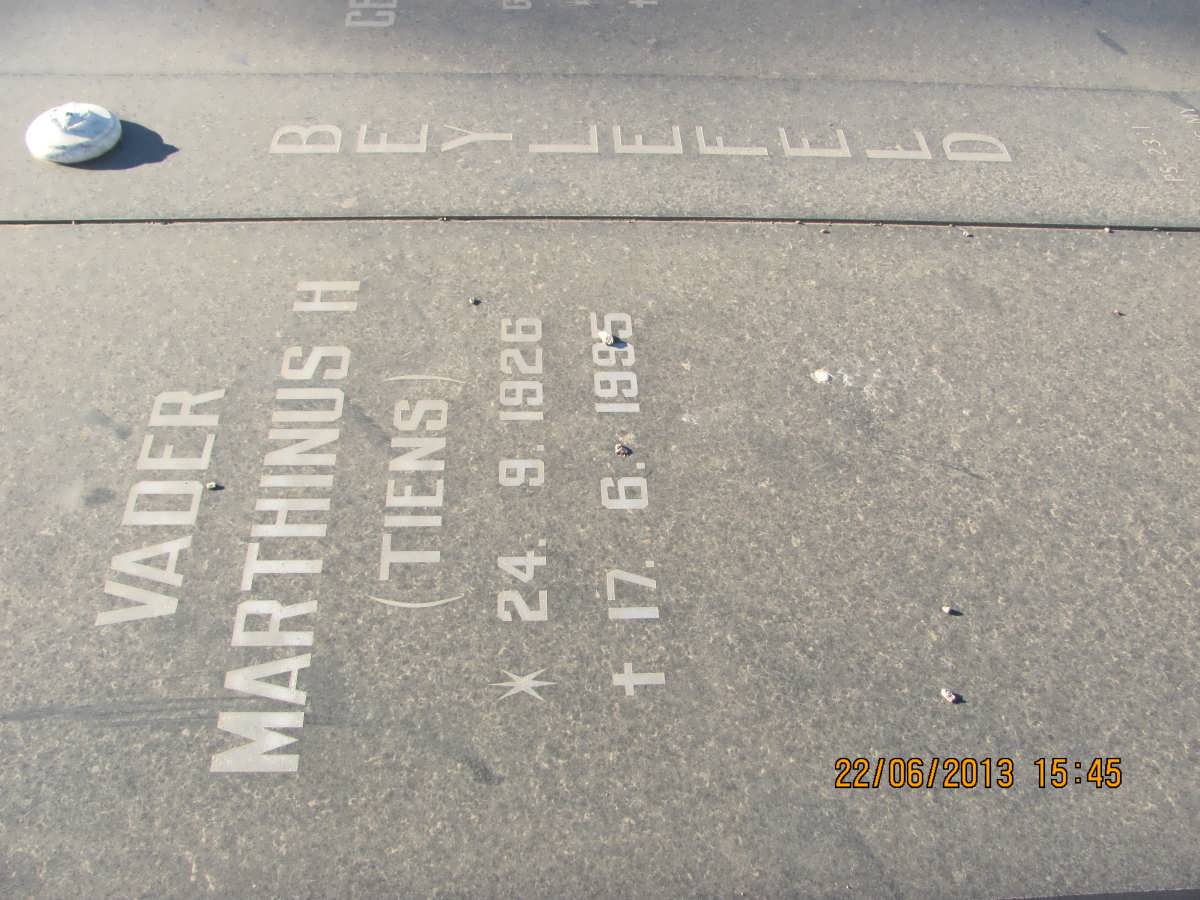 BEYLEFELD
VADER
MARTHINUS H
(TIENS)
* 24. 9. 1926
† 17. 6. 1995
22/06/2013 15:45